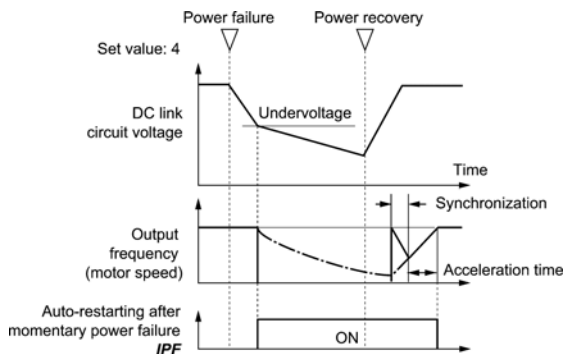 Power failure
Power recovery
Set value: 4
DC link
circuit voltage
Undervoltage
Time
Synchronization
Output
frequency
(motor speed)
Acceleration time
Auto-restarting after
momentary power failure
IPF
ON